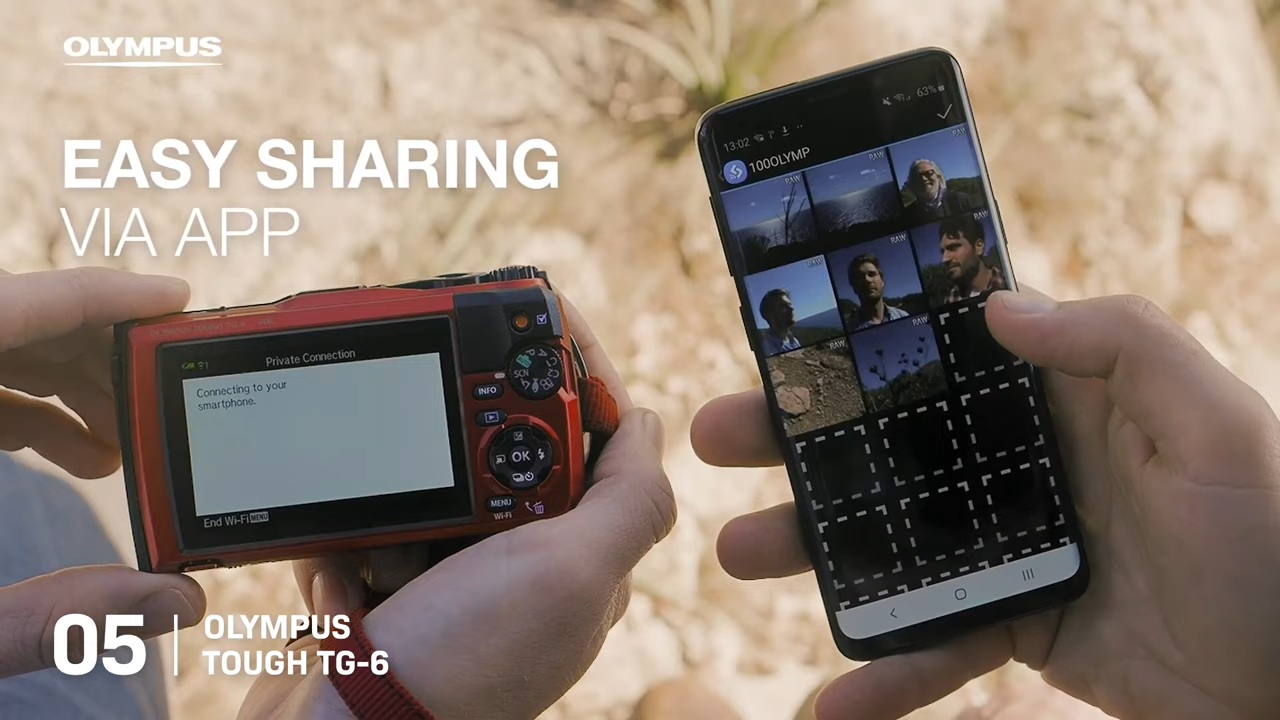 OLYMPUS
EASY SHARING
VIA APP
13:02
63%
100OLYMP
RAW
RAW
RAW
RAW
RAW
RAW
RAW
RAW
Private Connection
Connecting to your
smartphone.
End Wi-Fi MENU
SCN
INFO
OK
MENU
Wi-Fi
05
OLYMPUS
TOUGH TG-6